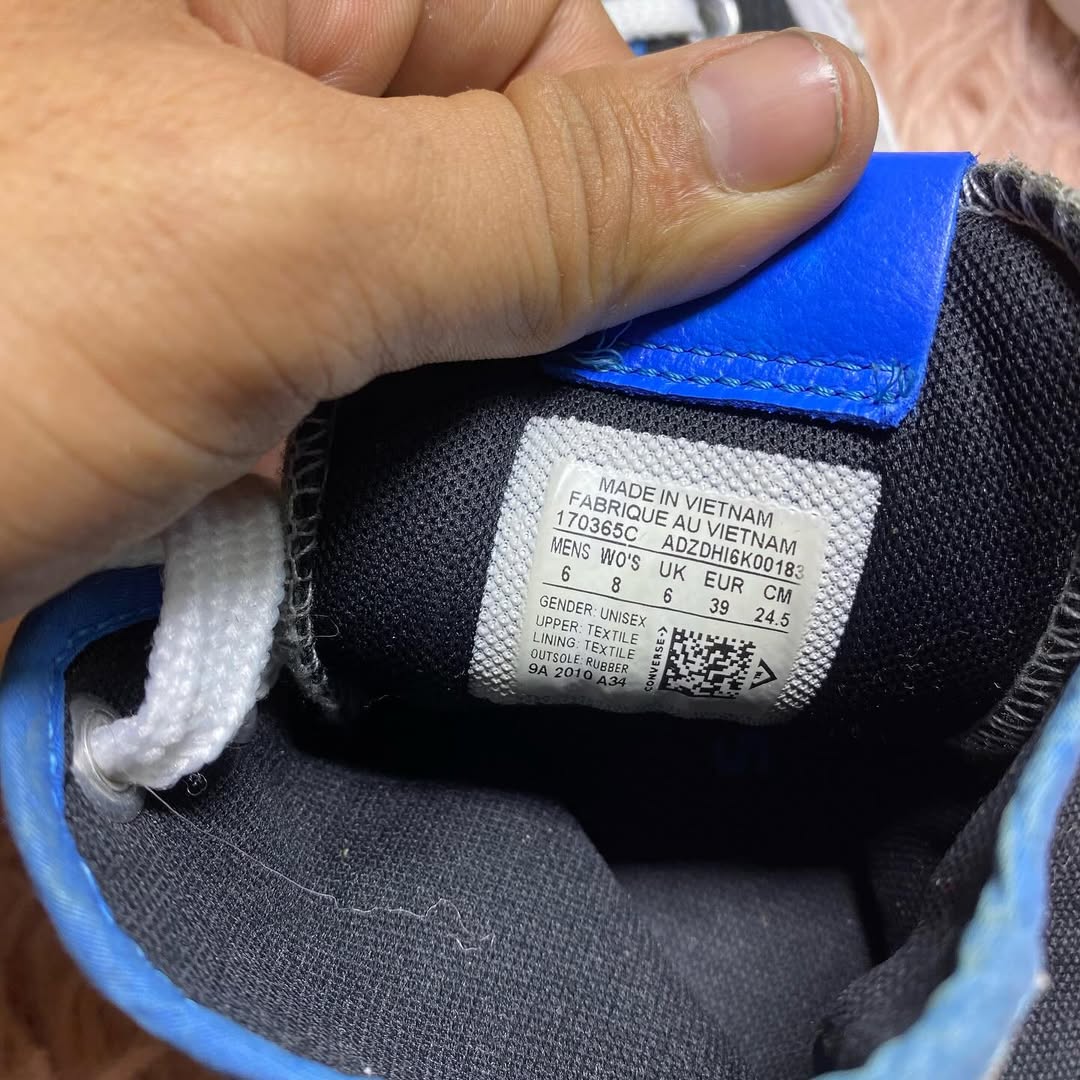 MADE IN VIETNAM
FABRIQUE AU VIETNAM
170365C ADZDHI6K00183
MENS WO'S UK EUR CM
6 8 6 39 24.5
GENDER: UNISEX
UPPER: TEXTILE
LINING: TEXTILE
OUTSOLE: RUBBER
9A 2010 A34
CONVERSE